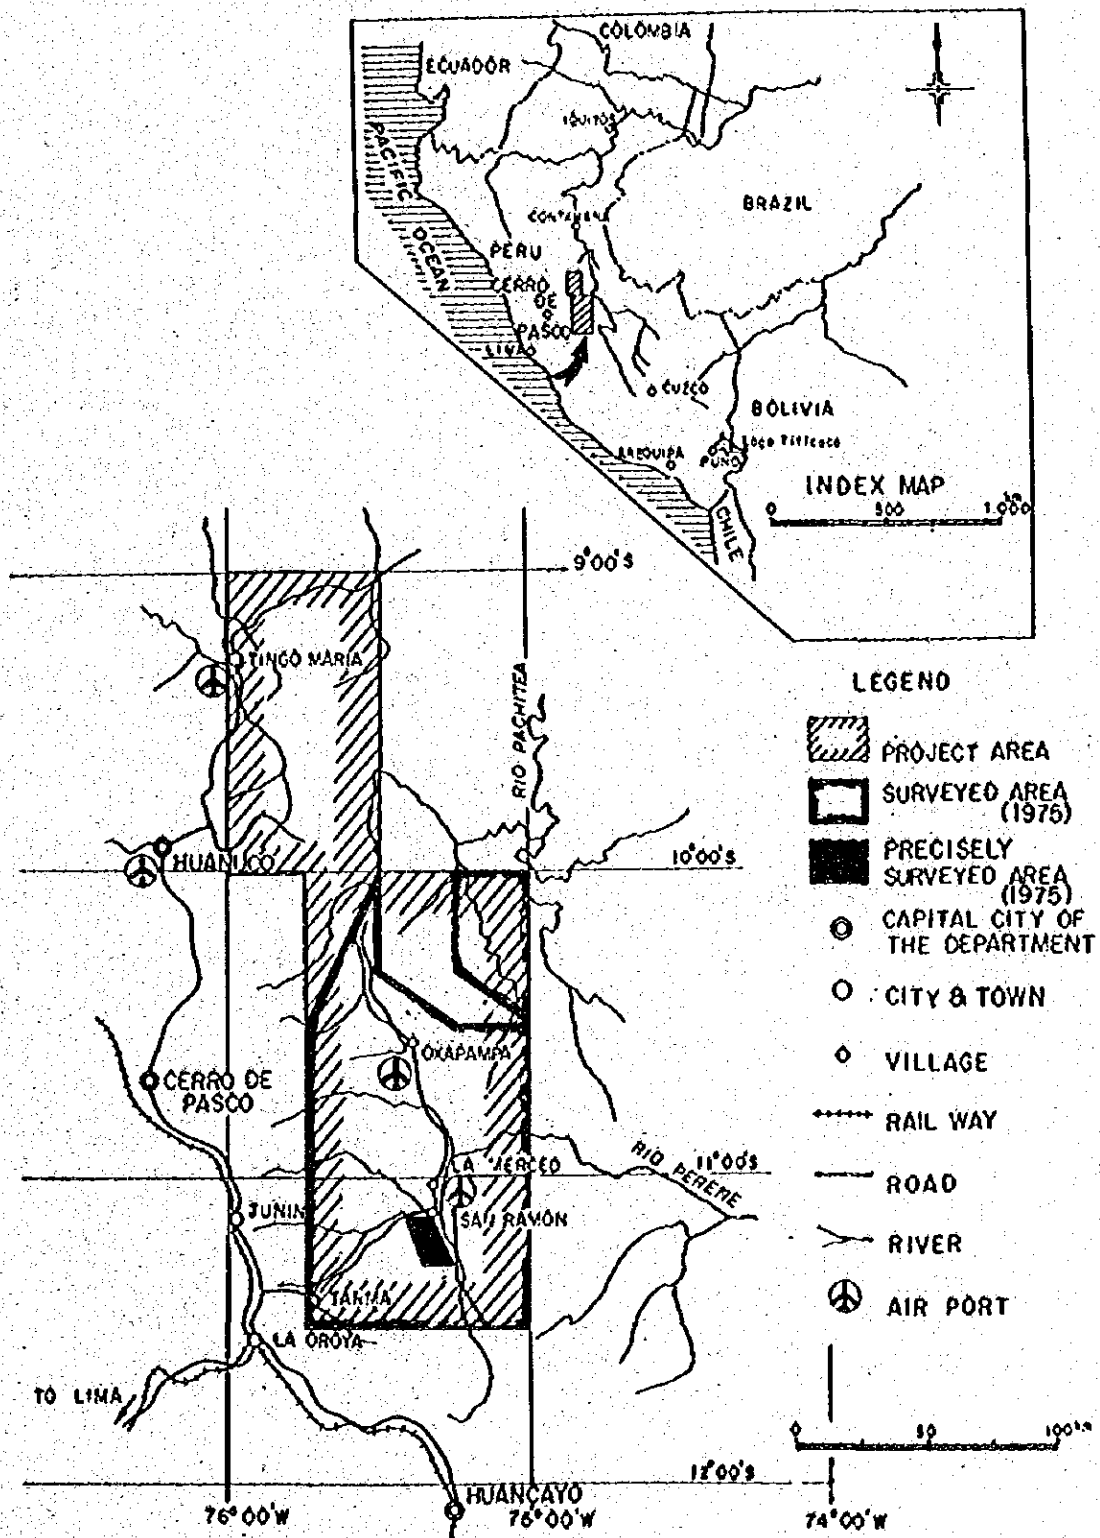 COLOMBIA
ECUADOR
IQUITOS
PACIFIC OCEAN
BRAZIL
CONTAMANA
PERU
CERRO
DE
PASCO
LIMA
CUZCO
BOLIVIA
Lago Titicaca
AREQUIPA
PUNO
INDEX MAP
0 500 1.000 km
CHILE
9°00'S
TINGO MARIA
RIO PACHITEA
HUANUCO
10°00'S
OXAPAMPA
CERRO DE
PASCO
LA MERCED
11°00'S
RIO PERENE
JUNIN
SAN RAMON
TARMA
LA OROYA
TO LIMA
12°00'S
HUANCAYO
76°00'W
75°00'W
74°00'W
LEGEND
PROJECT AREA
SURVEYED AREA
(1975)
PRECISELY
SURVEYED AREA
(1975)
CAPITAL CITY OF
THE DEPARTMENT
CITY & TOWN
VILLAGE
RAIL WAY
ROAD
RIVER
AIR PORT
0 50 100 km